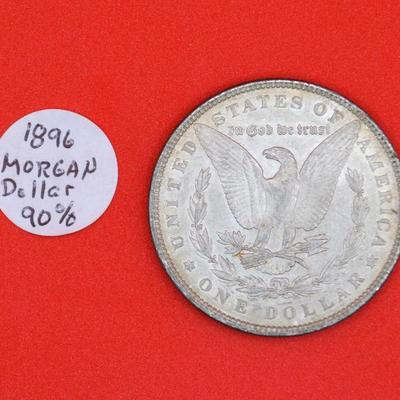 1896
MORGAN
Dollar
90%
UNITED STATES OF AMERICA
In God we trust
ONE DOLLAR